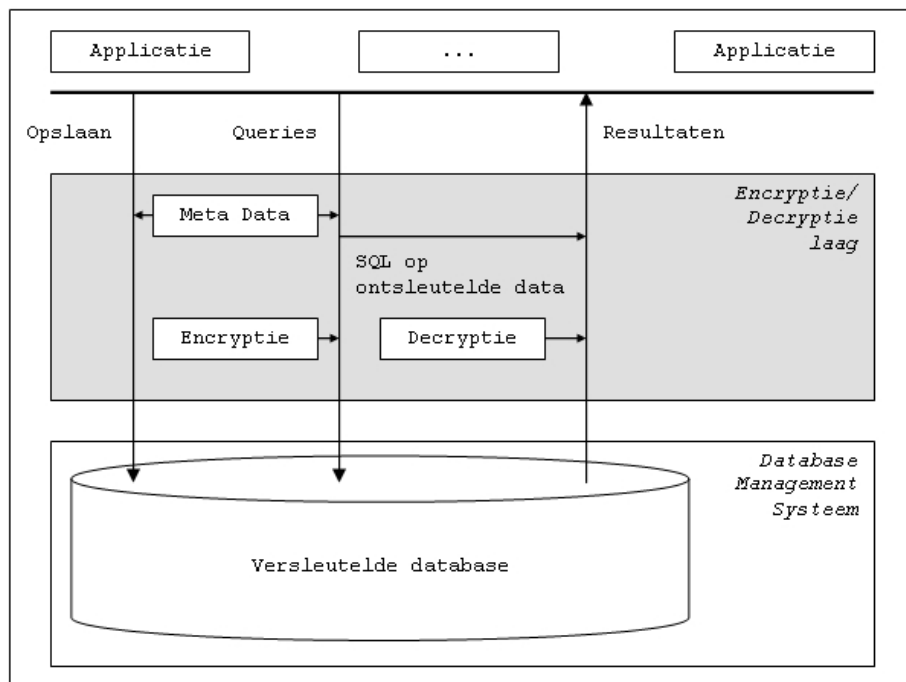 Applicatie
...
Applicatie
Opslaan
Queries
Resultaten
Encryptie/
Decryptie
laag
Meta Data
SQL op
ontsleutelde data
Encryptie
Decryptie
Database
Management
Systeem
Versleutelde database